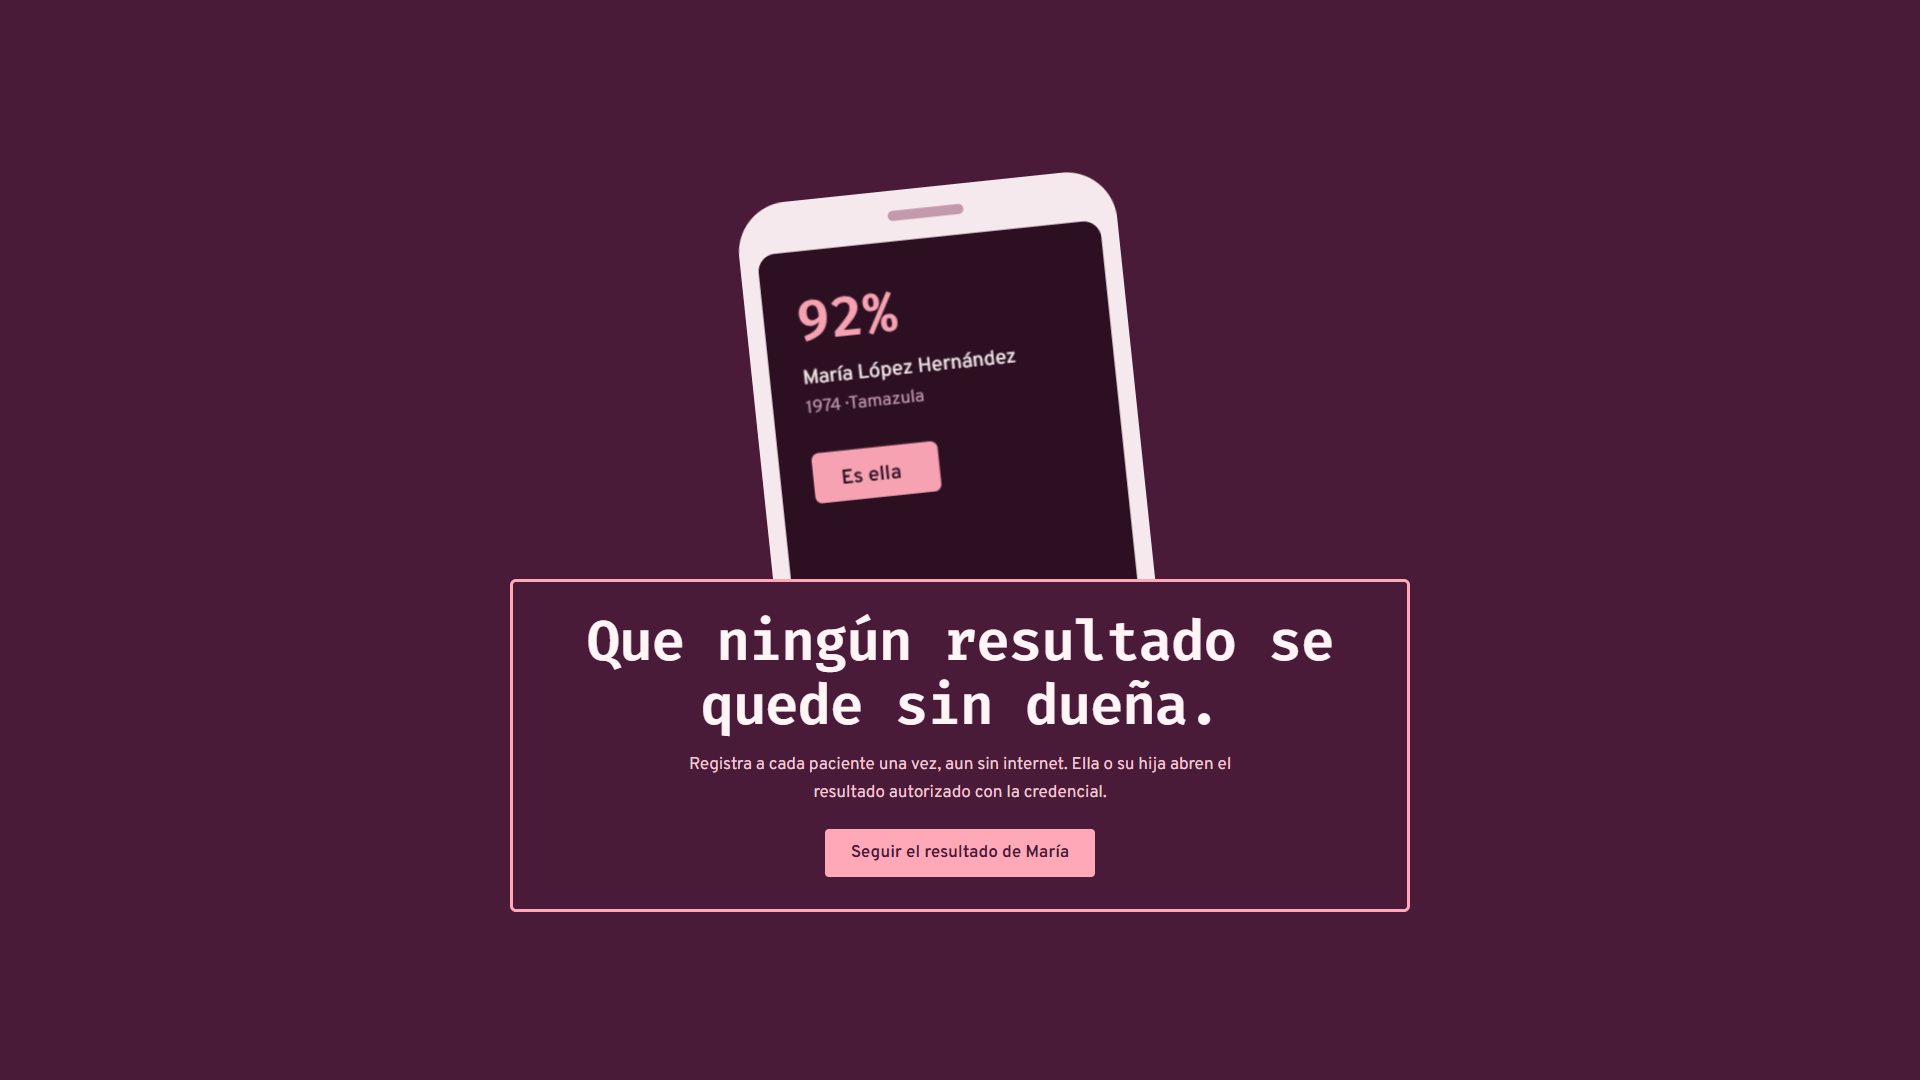 92%
María López Hernández
1974 ·Tamazula
Es ella
Que ningún resultado se
quede sin dueña.
Registra a cada paciente una vez, aun sin internet. Ella o su hija abren el
resultado autorizado con la credencial.
Seguir el resultado de María